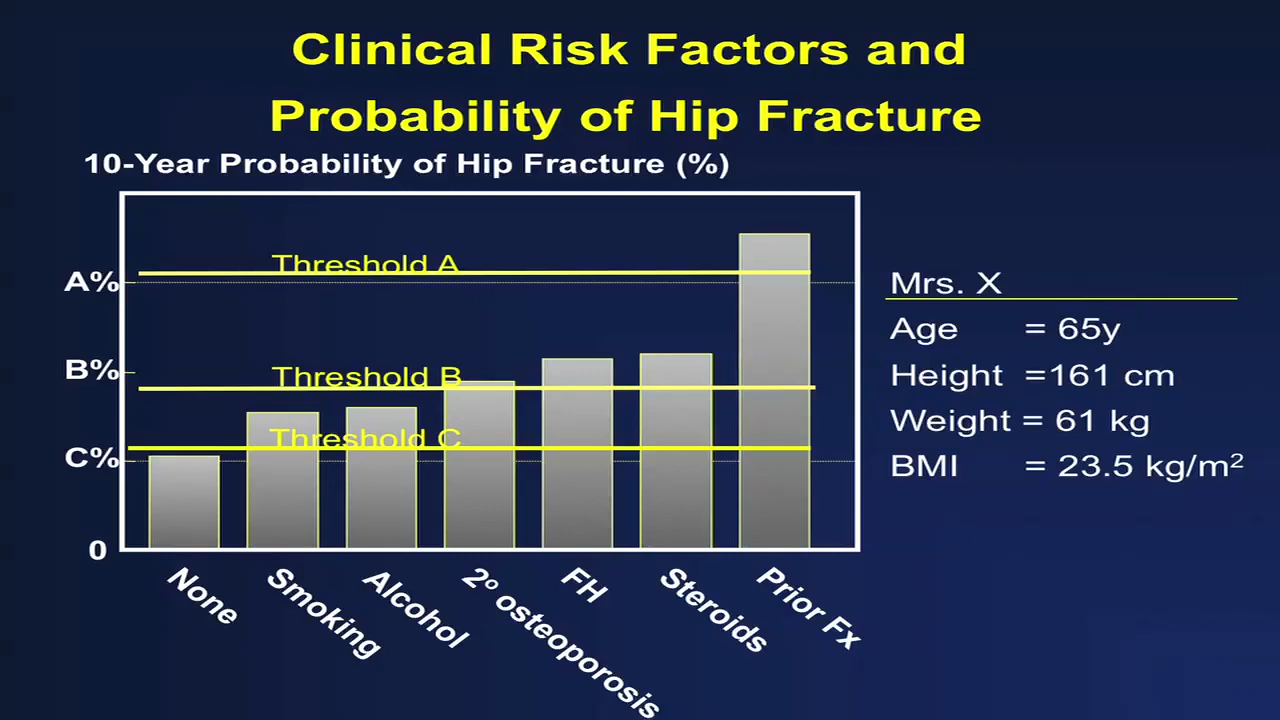 Clinical Risk Factors and
Probability of Hip Fracture
10-Year Probability of Hip Fracture (%)
Threshold A
A%
Threshold B
B%
Threshold C
C%
0
None
Smoking
Alcohol
2º osteoporosis
FH
Steroids
Prior Fx
Mrs. X
Age = 65y
Height =161 cm
Weight = 61 kg
BMI = 23.5 kg/m²